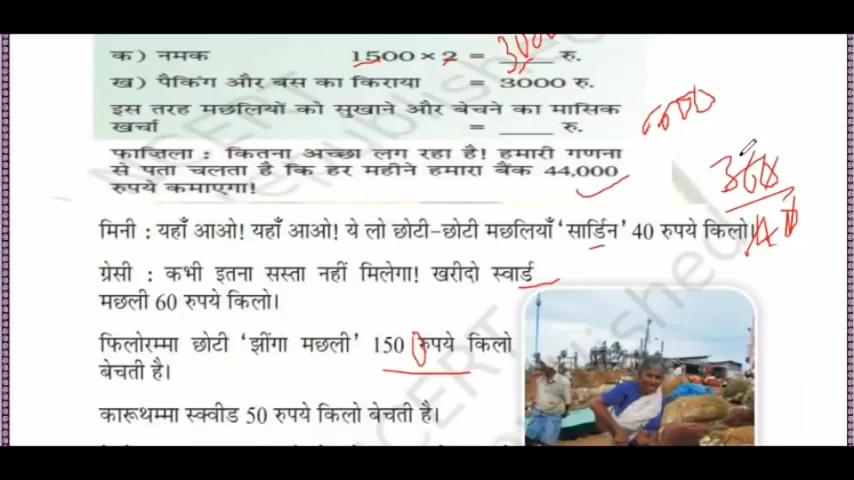 क) नमक 1500 × 2 = 3000 रु.
ख) पैकिंग और बस का किराया = 3000 रु.
इस तरह मछलियों को सुखाने और बेचने का मासिक
खर्चा = ____ रु.
6000
फाज़िला : कितना अच्छा लग रहा है! हमारी गणना
से पता चलता है कि हर महीने हमारा बैंक 44,000
रुपये कमाएगा!
मिनी : यहाँ आओ! यहाँ आओ! ये लो छोटी-छोटी मछलियाँ ‘सार्डिन’ 40 रुपये किलो।
ग्रेसी : कभी इतना सस्ता नहीं मिलेगा! खरीदो स्वार्ड
मछली 60 रुपये किलो।
फिलोरम्मा छोटी ‘झींगा मछली’ 150 रुपये किलो
बेचती है।
कारूथम्मा स्क्वीड 50 रुपये किलो बेचती है।